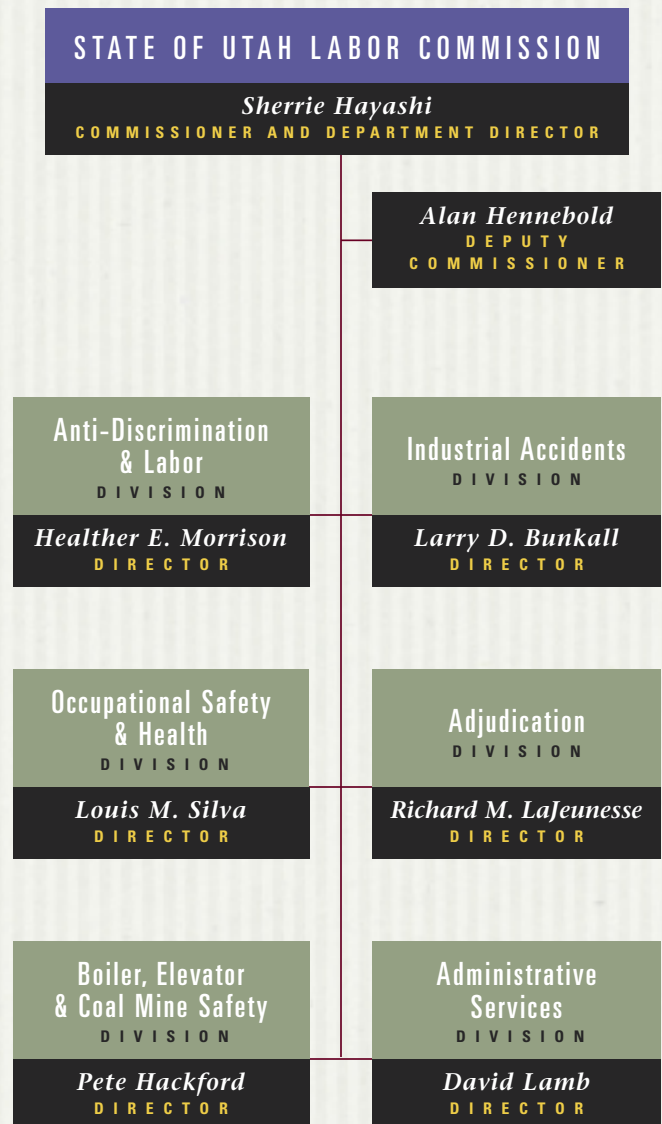 STATE OF UTAH LABOR COMMISSION
Sherrie Hayashi
COMMISSIONER AND DEPARTMENT DIRECTOR
Alan Hennebold
DEPUTY
COMMISSIONER
Anti-Discrimination
& Labor
DIVISION
Healther E. Morrison
DIRECTOR
Industrial Accidents
DIVISION
Larry D. Bunkall
DIRECTOR
Occupational Safety
& Health
DIVISION
Louis M. Silva
DIRECTOR
Adjudication
DIVISION
Richard M. LaJeunesse
DIRECTOR
Boiler, Elevator
& Coal Mine Safety
DIVISION
Pete Hackford
DIRECTOR
Administrative
Services
DIVISION
David Lamb
DIRECTOR